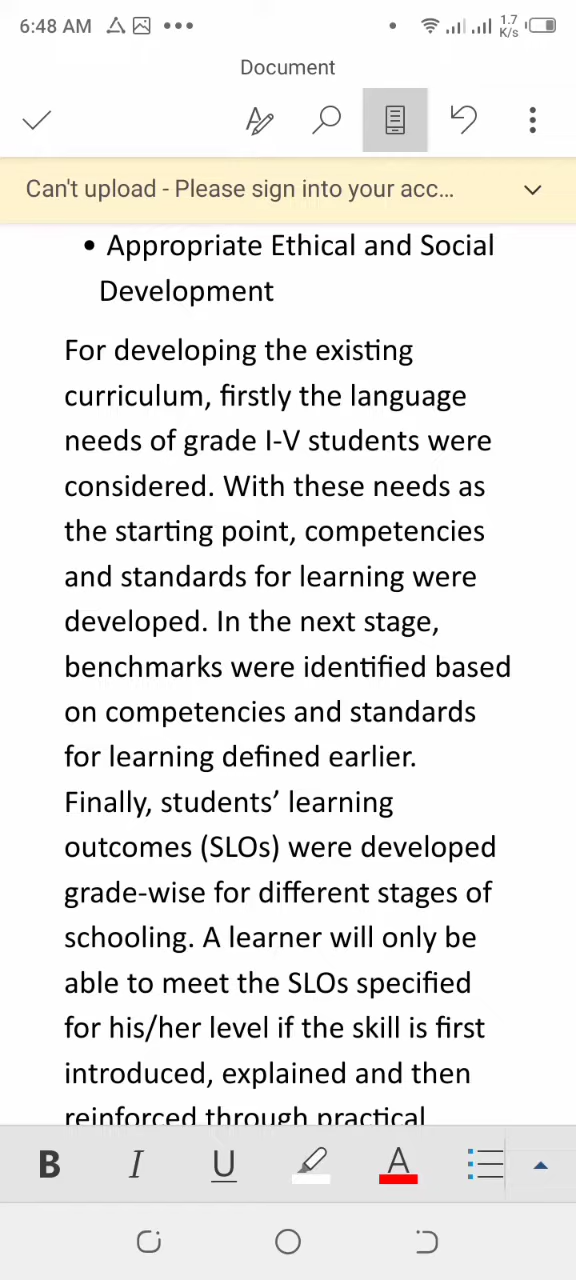 6:48 AM
1.7
K/s
Document
Can't upload - Please sign into your acc...
• Appropriate Ethical and Social
Development
For developing the existing
curriculum, firstly the language
needs of grade I-V students were
considered. With these needs as
the starting point, competencies
and standards for learning were
developed. In the next stage,
benchmarks were identified based
on competencies and standards
for learning defined earlier.
Finally, students’ learning
outcomes (SLOs) were developed
grade-wise for different stages of
schooling. A learner will only be
able to meet the SLOs specified
for his/her level if the skill is first
introduced, explained and then
reinforced through practical
B I U A